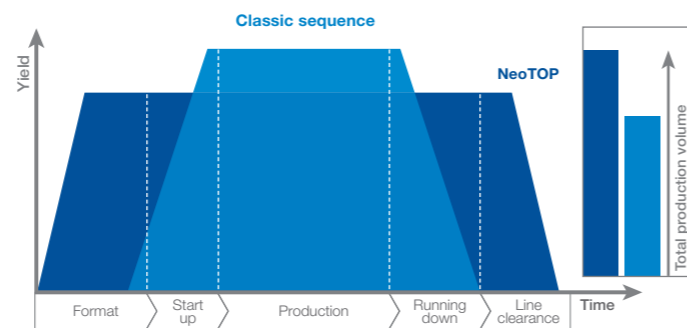 Classic sequence
NeoTOP
Yield
Total production volume
Format
Start
up
Production
Running
down
Line
clearance
Time